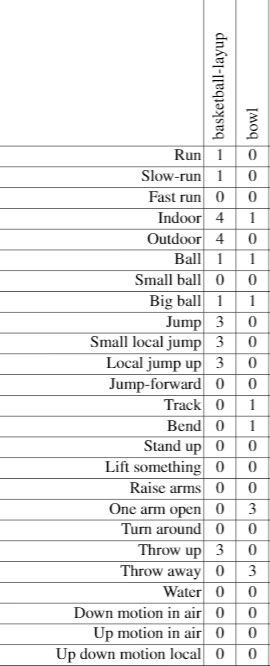 basketball-layup bowl
Run 1 0
Slow-run 1 0
Fast run 0 0
Indoor 4 1
Outdoor 4 0
Ball 1 1
Small ball 0 0
Big ball 1 1
Jump 3 0
Small local jump 3 0
Local jump up 3 0
Jump-forward 0 0
Track 0 1
Bend 0 1
Stand up 0 0
Lift something 0 0
Raise arms 0 0
One arm open 0 3
Turn around 0 0
Throw up 3 0
Throw away 0 3
Water 0 0
Down motion in air 0 0
Up motion in air 0 0
Up down motion local 0 0